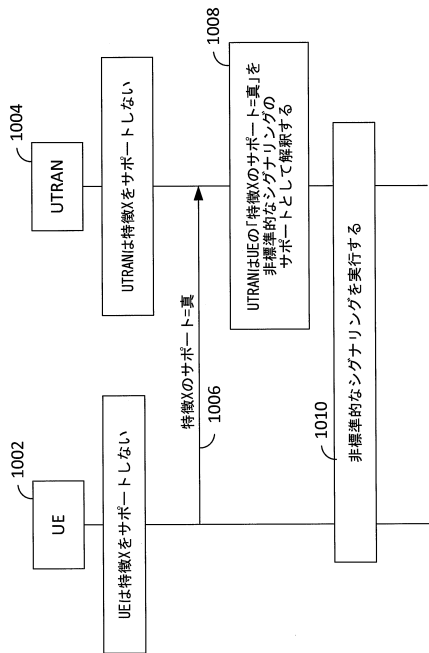 1002
UE
1004
UTRAN
UEは特徴Xをサポートしない
UTRANは特徴Xをサポートしない
特徴Xのサポート=真
1006
1008
UTRANはUEの「特徴Xのサポート=真」を
非標準的なシグナリングの
サポートとして解釈する
1010
非標準的なシグナリングを実行する